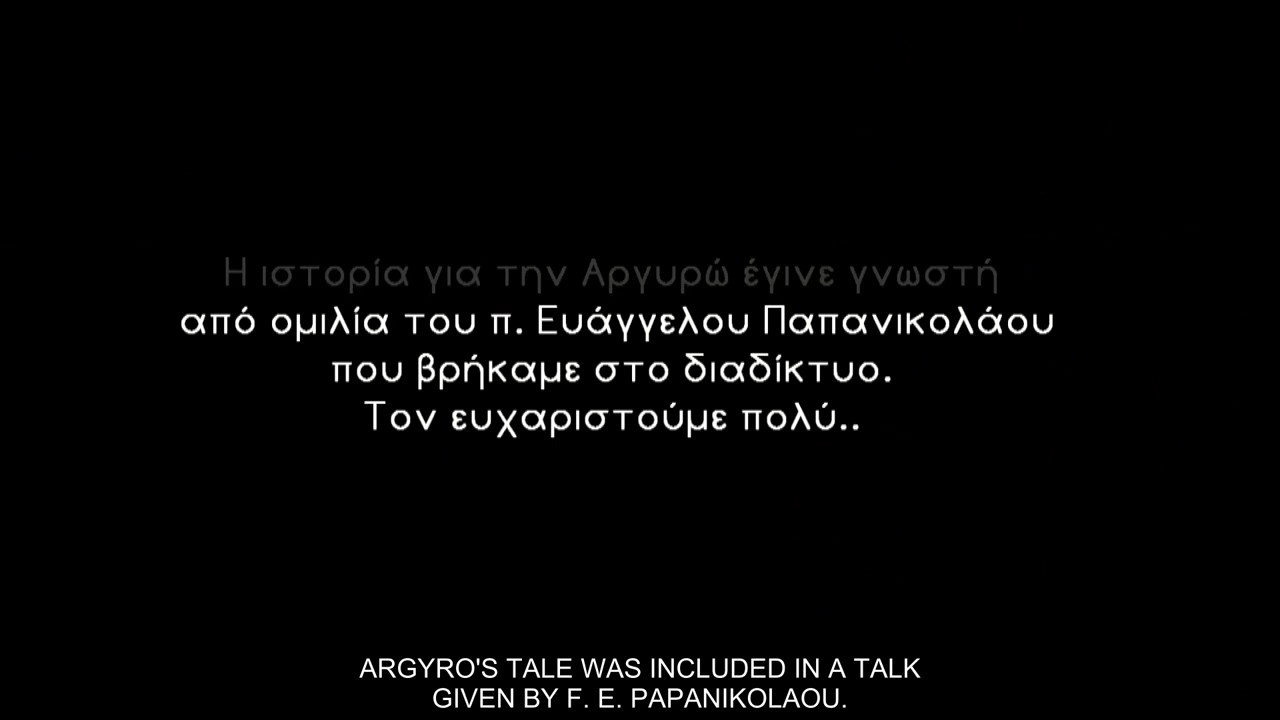 Η ιστορία για την Αργυρώ έγινε γνωστή
από ομιλία του π. Ευάγγελου Παπανικολάου
που βρήκαμε στο διαδίκτυο.
Τον ευχαριστούμε πολύ..
ARGYRO'S TALE WAS INCLUDED IN A TALK
GIVEN BY F. E. PAPANIKOLAOU.